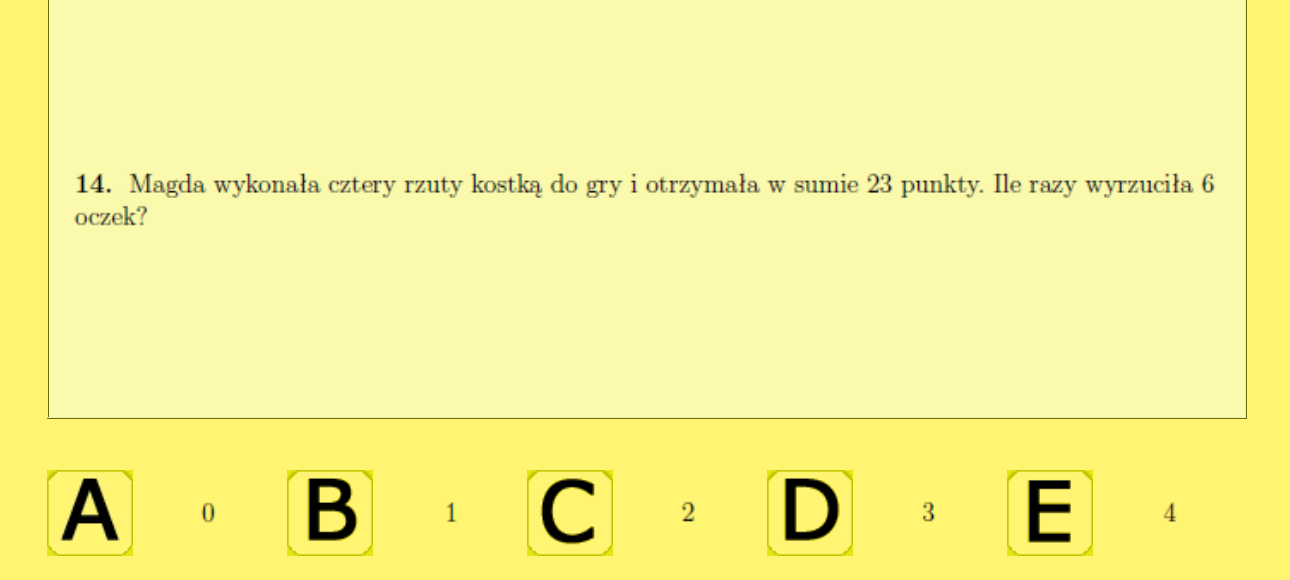 14. Magda wykonała cztery rzuty kostką do gry i otrzymała w sumie 23 punkty. Ile razy wyrzuciła 6
oczek?
A 0 B 1 C 2 D 3 E 4